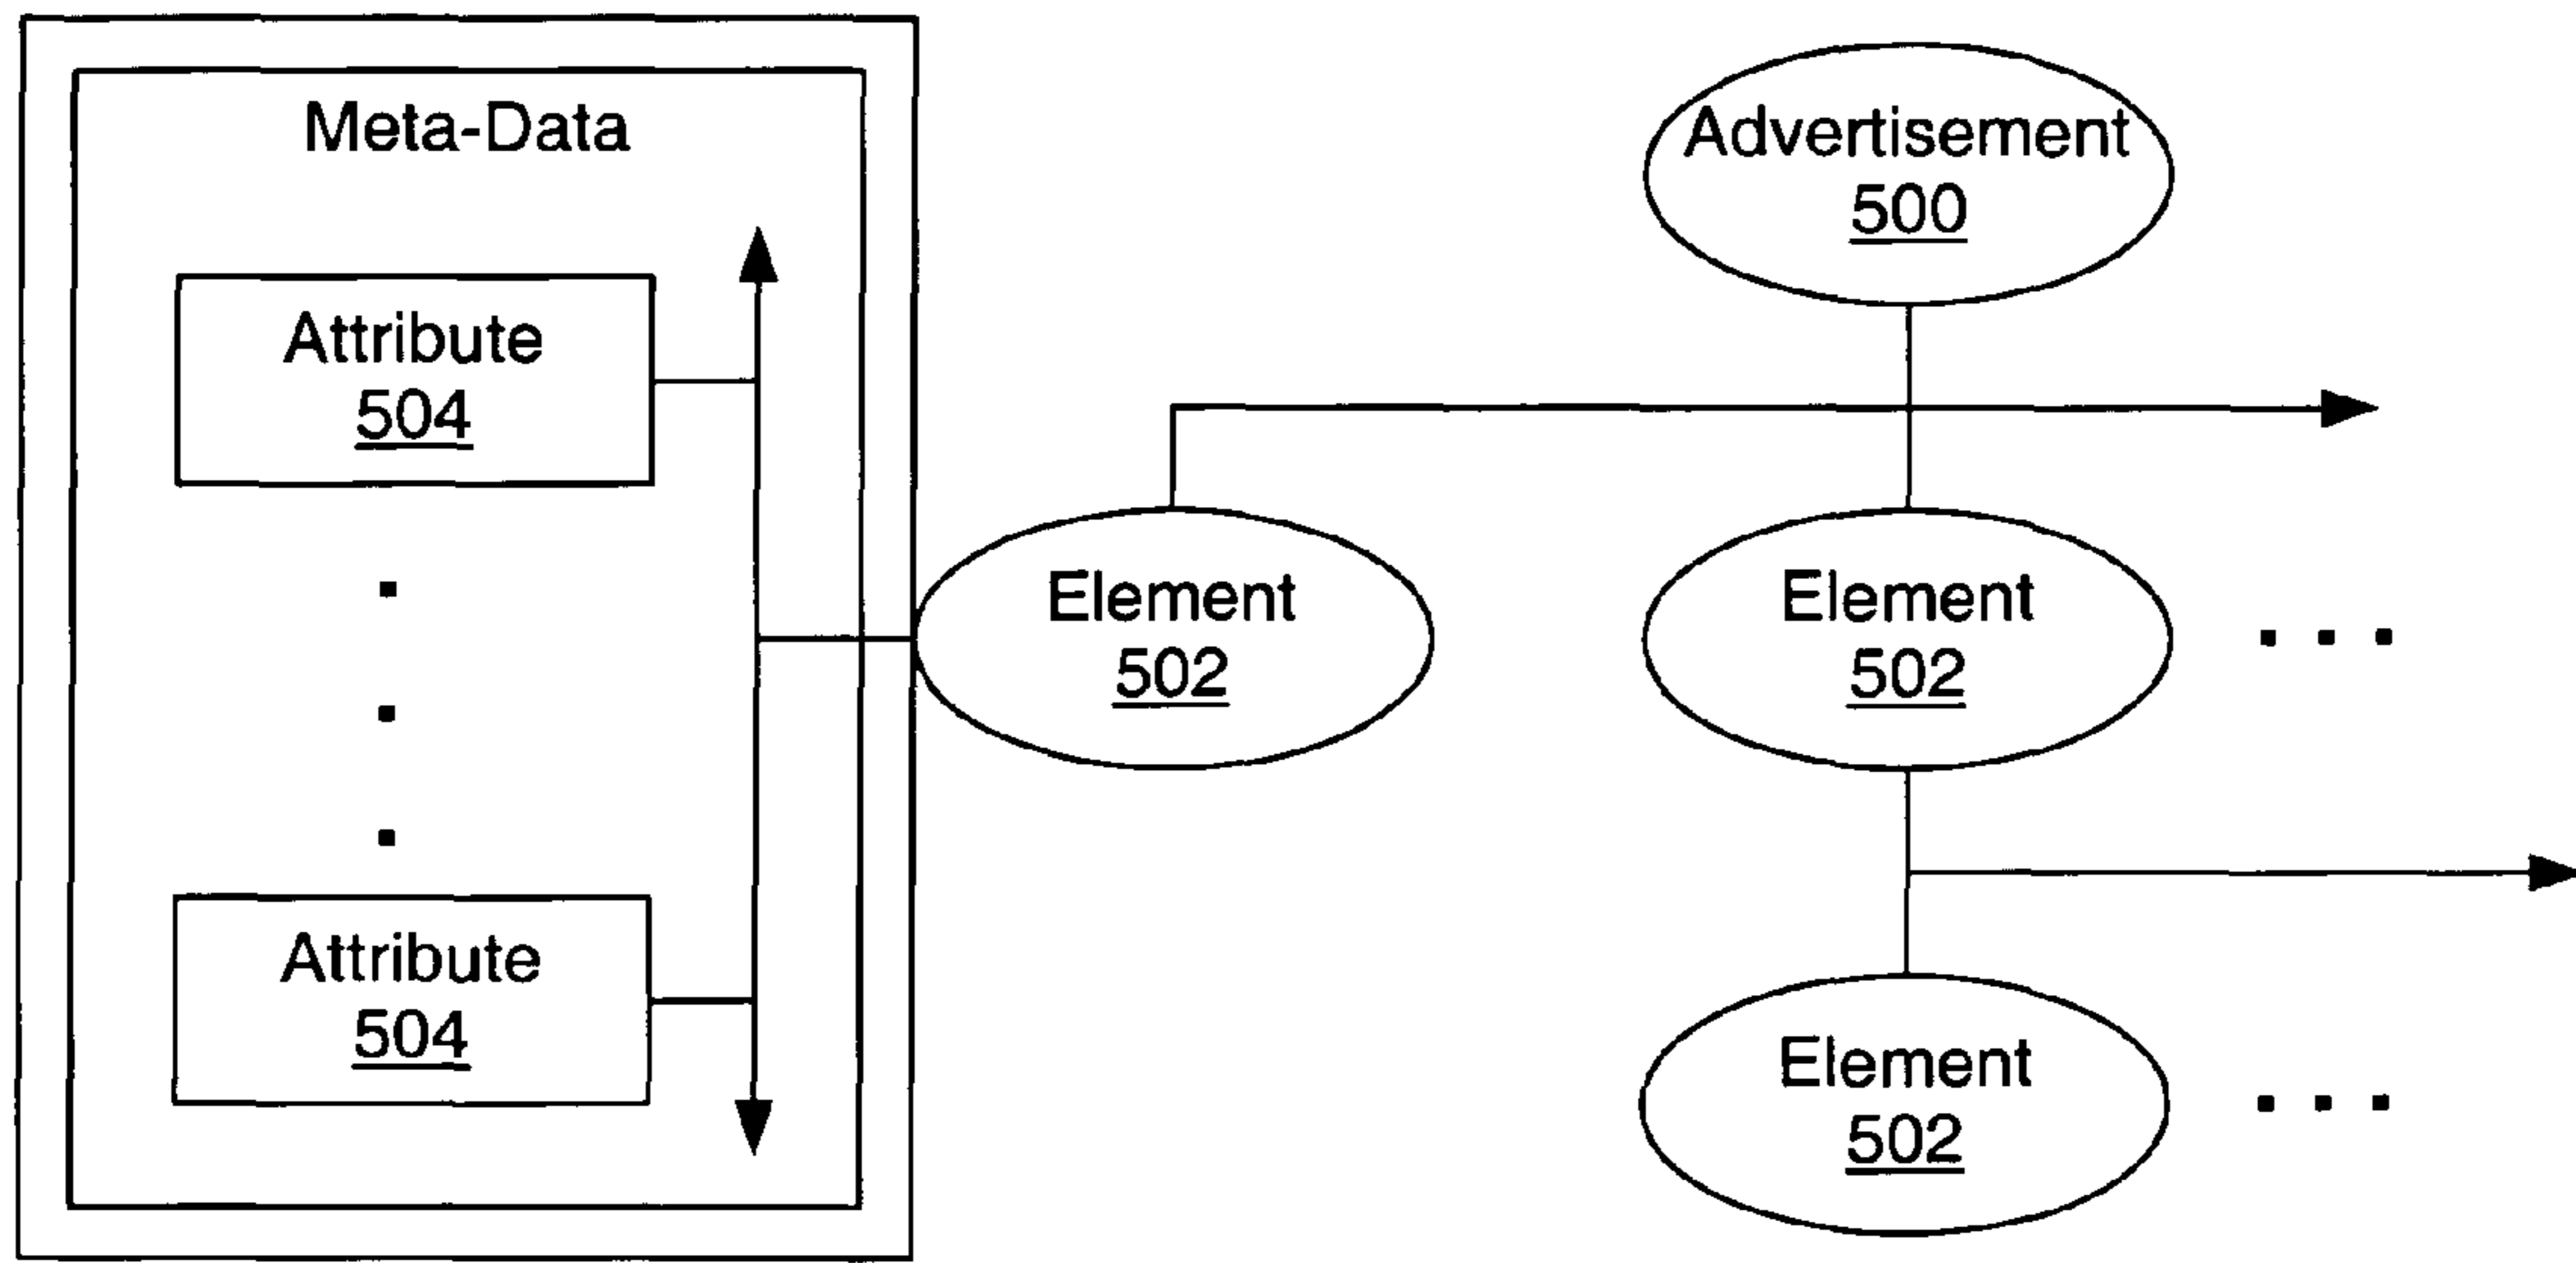 Meta-Data
Attribute
504
Attribute
504
Advertisement
500
Element
502
Element
502
Element
502